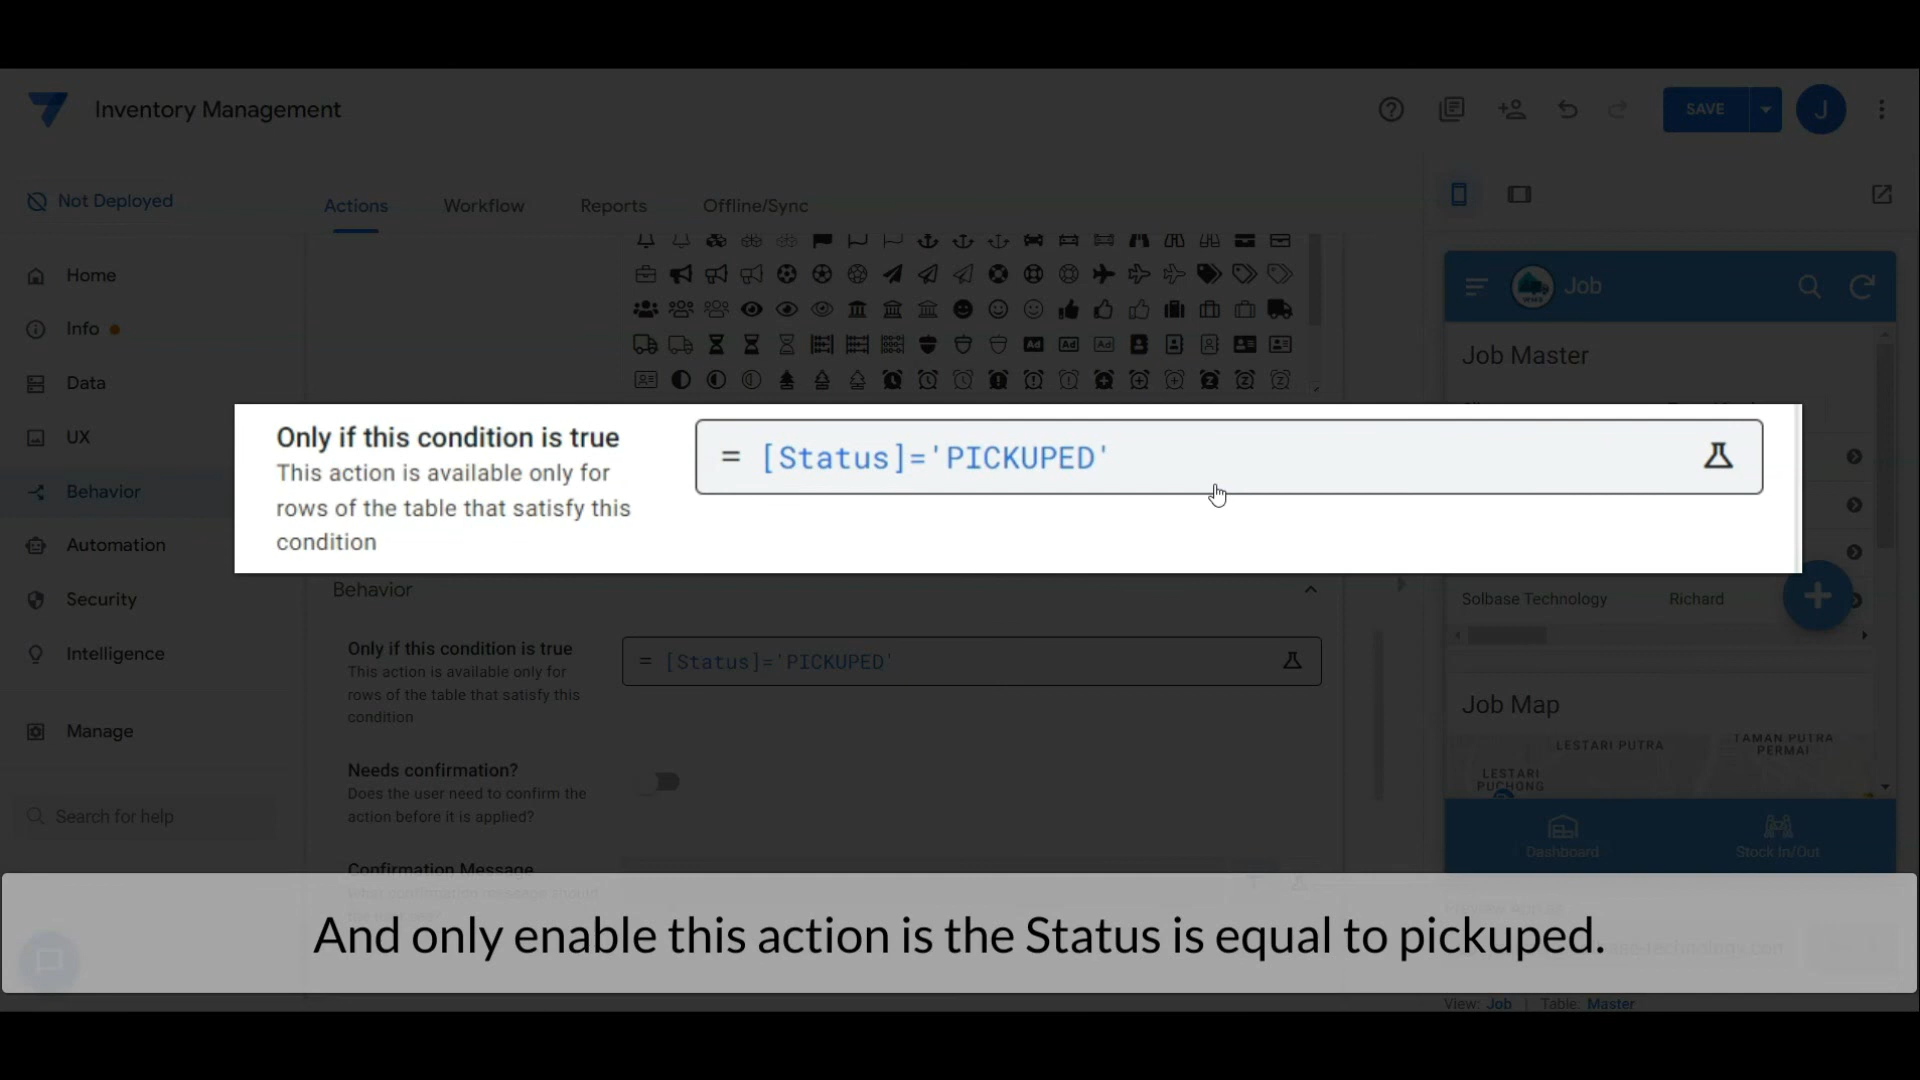 Inventory Management
SAVE
J
Not Deployed
Actions
Workflow
Reports
Offline/Sync
Home
Info
Data
UX
Behavior
Automation
Security
Intelligence
Manage
Search for help
Only if this condition is true
This action is available only for
rows of the table that satisfy this
condition
= [Status]='PICKUPED'
Behavior
Only if this condition is true
This action is available only for
rows of the table that satisfy this
condition
= [Status]='PICKUPED'
Needs confirmation?
Does the user need to confirm the
action before it is applied?
Confirmation Message
Job
Job Master
Solbase Technology
Richard
Job Map
LESTARI PUTRA
TAMAN PUTRA
PERMAI
LESTARI
PUCHONG
Dashboard
Stock In/Out
And only enable this action is the Status is equal to pickuped.
View: Job | Table: Master